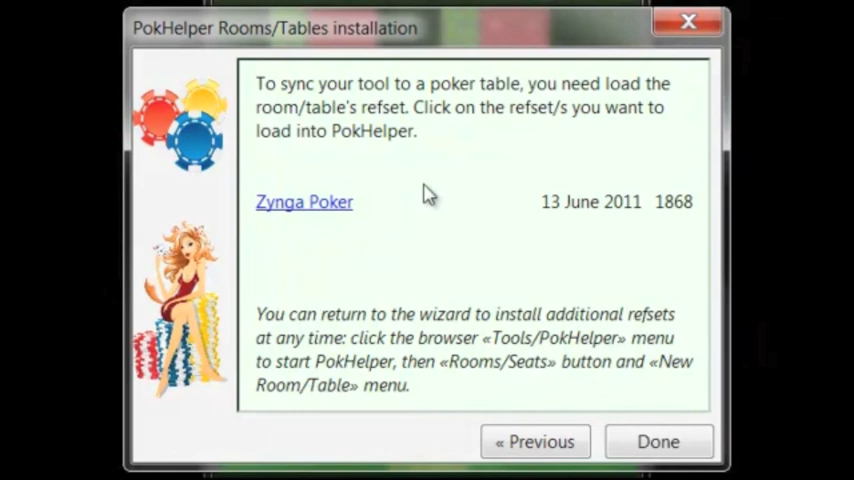 PokHelper Rooms/Tables installation
To sync your tool to a poker table, you need load the
room/table's refset. Click on the refset/s you want to
load into PokHelper.
Zynga Poker 13 June 2011 1868
You can return to the wizard to install additional refsets
at any time: click the browser «Tools/PokHelper» menu
to start PokHelper, then «Rooms/Seats» button and «New
Room/Table» menu.
« Previous Done